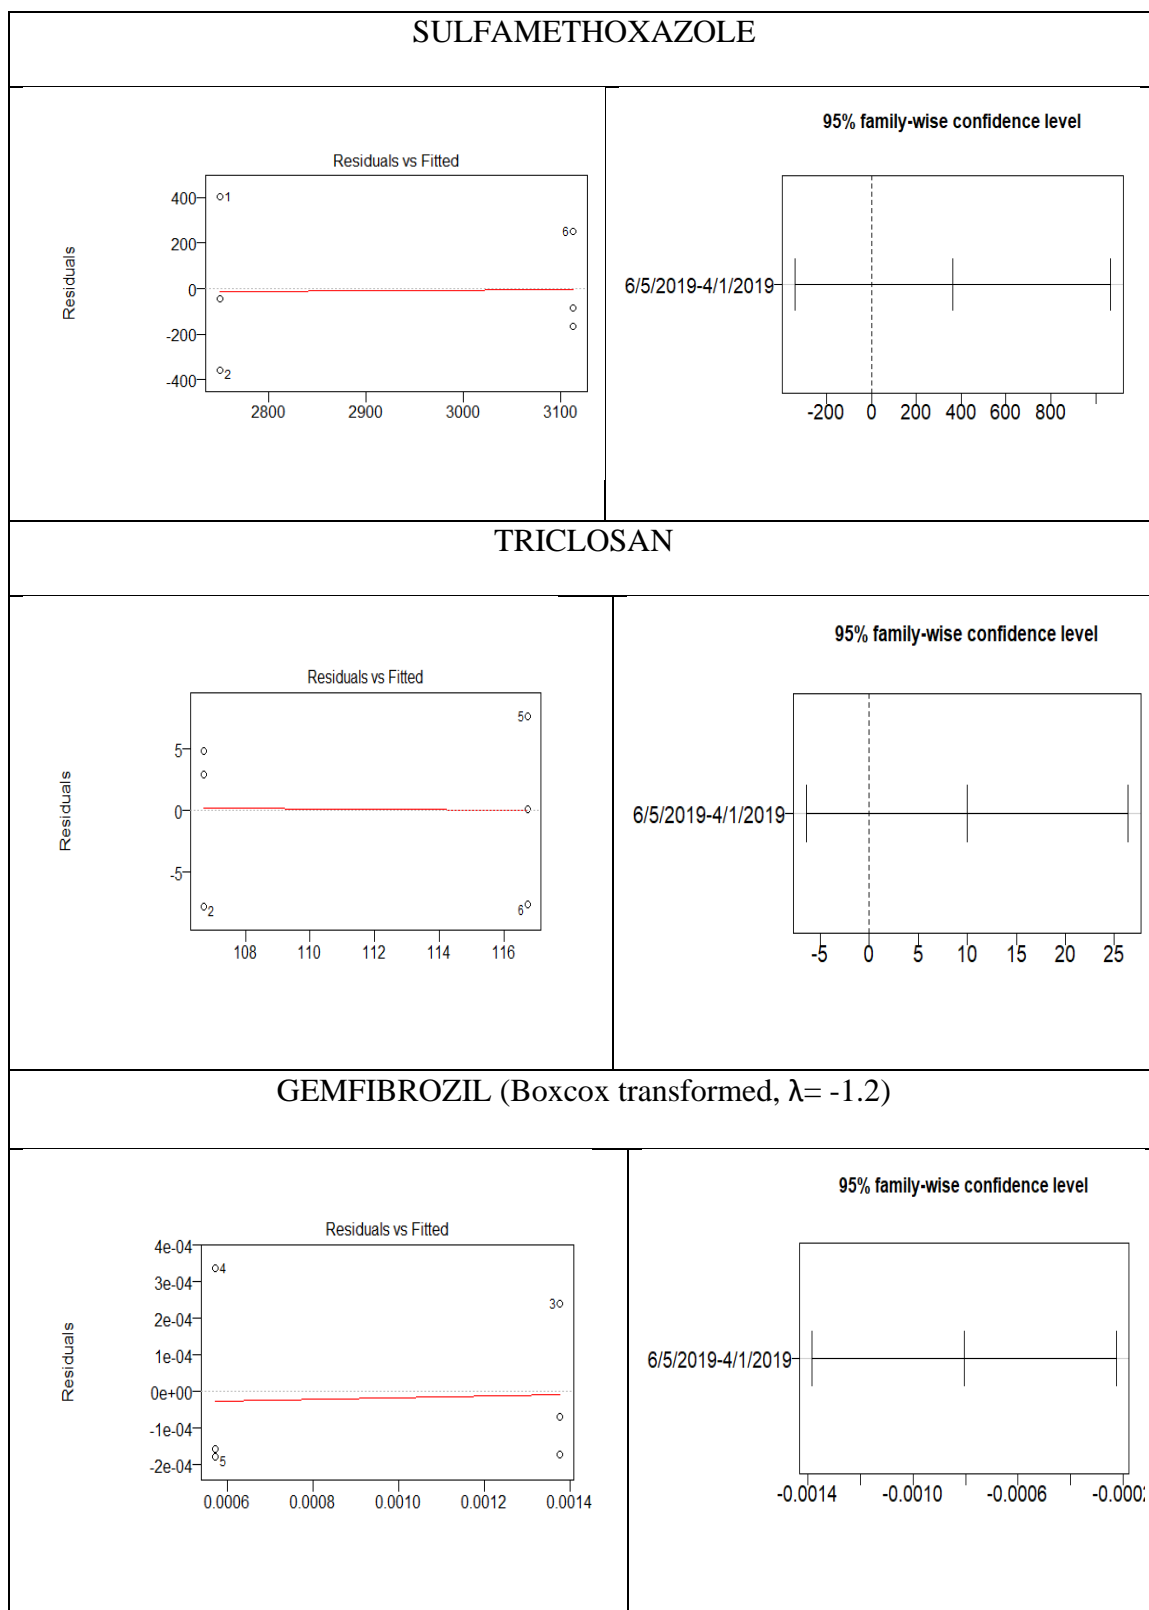 SULFAMETHOXAZOLE
Residuals vs Fitted
Residuals
400
200
0
-200
-400
1
2
6
2800 2900 3000 3100
95% family-wise confidence level
6/5/2019-4/1/2019
-200 0 200 400 600 800
TRICLOSAN
Residuals vs Fitted
Residuals
5
0
-5
2
5
6
108 110 112 114 116
95% family-wise confidence level
6/5/2019-4/1/2019
-5 0 5 10 15 20 25
GEMFIBROZIL (Boxcox transformed, λ= -1.2)
Residuals vs Fitted
Residuals
4e-04
3e-04
2e-04
1e-04
0e+00
-1e-04
-2e-04
4
5
3
0.0006 0.0008 0.0010 0.0012 0.0014
95% family-wise confidence level
6/5/2019-4/1/2019
-0.0014 -0.0010 -0.0006